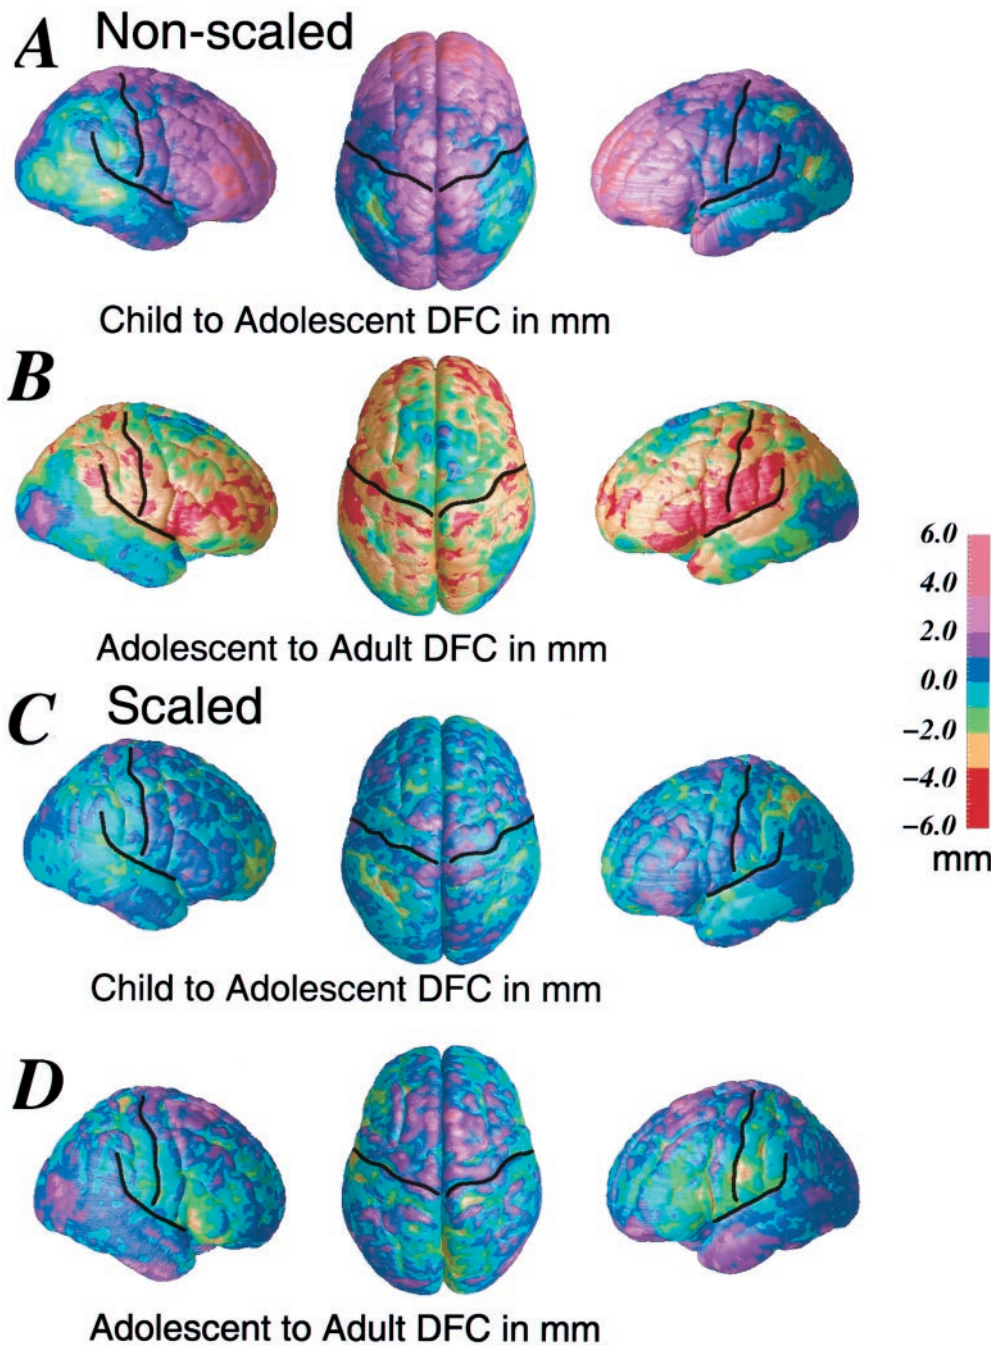 A Non-scaled
Child to Adolescent DFC in mm
B
Adolescent to Adult DFC in mm
6.0
4.0
2.0
0.0
−2.0
−4.0
−6.0
mm
C Scaled
Child to Adolescent DFC in mm
D
Adolescent to Adult DFC in mm